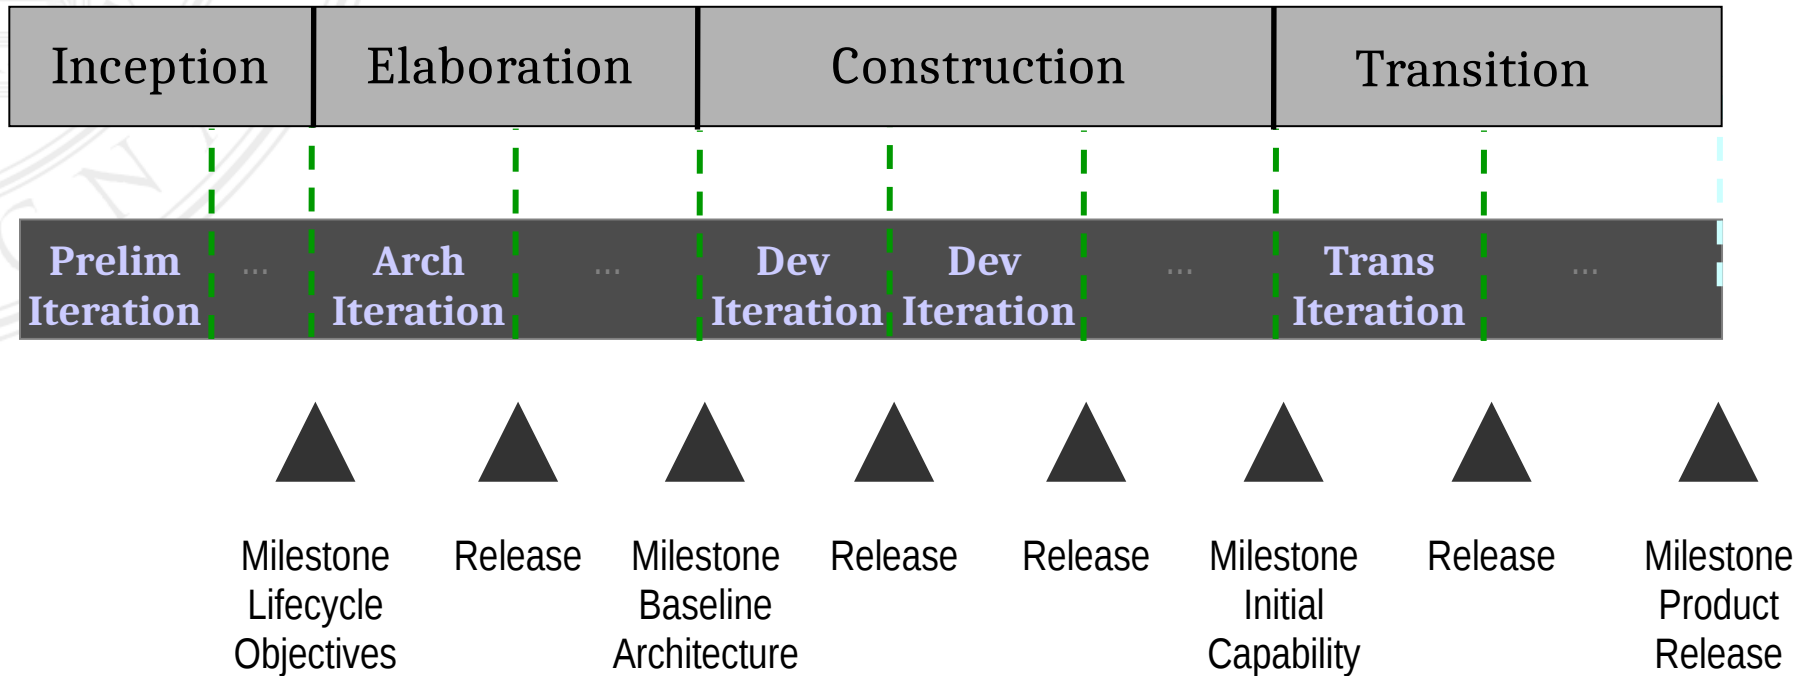 Inception Elaboration Construction Transition
Prelim ... Arch ... Dev Dev ... Trans ...
Iteration Iteration Iteration Iteration Iteration
Milestone Release Milestone Release Release Milestone Release Milestone
Lifecycle Baseline Initial Product
Objectives Architecture Capability Release